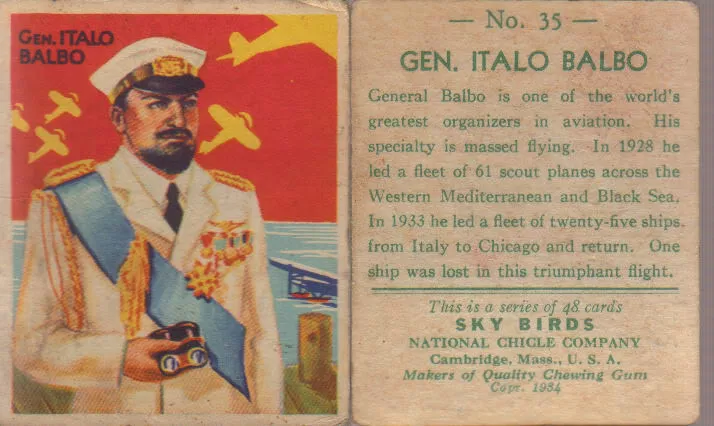 GEN. ITALO
BALBO
— No. 35 —
GEN. ITALO BALBO
General Balbo is one of the world's
greatest organizers in aviation. His
specialty is massed flying. In 1928 he
led a fleet of 61 scout planes across the
Western Mediterranean and Black Sea.
In 1933 he led a fleet of twenty-five ships
from Italy to Chicago and return. One
ship was lost in this triumphant flight.
This is a series of 48 cards
SKY BIRDS
NATIONAL CHICLE COMPANY
Cambridge, Mass., U. S. A.
Makers of Quality Chewing Gum
Copr. 1934